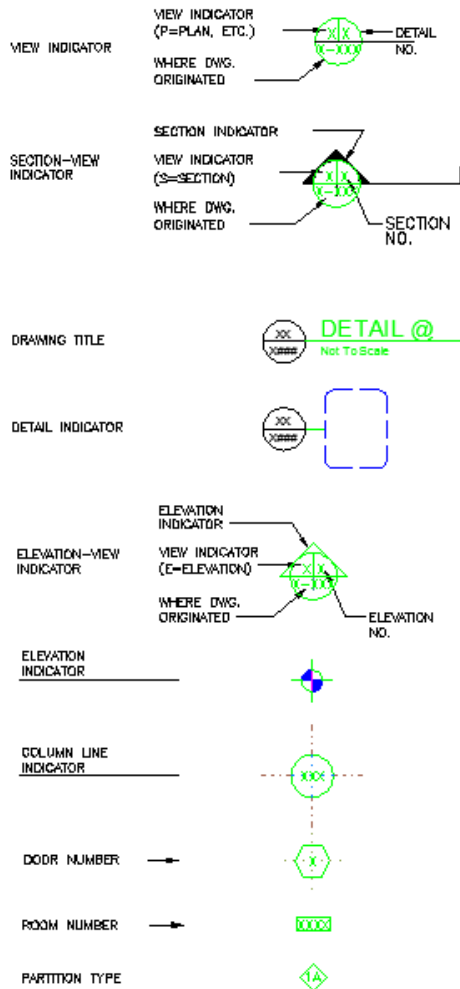 VIEW INDICATOR
VIEW INDICATOR
(P=PLAN, ETC.)
WHERE DWG.
ORIGINATED
X X
X-XXX
DETAIL
NO.
SECTION-VIEW
INDICATOR
SECTION INDICATOR
VIEW INDICATOR
(S=SECTION)
WHERE DWG.
ORIGINATED
X X
X-XXX
SECTION
NO.
DRAWING TITLE
XX
X###
DETAIL @
Not To Scale
DETAIL INDICATOR
XX
X###
ELEVATION-VIEW
INDICATOR
ELEVATION
INDICATOR
VIEW INDICATOR
(E=ELEVATION)
WHERE DWG.
ORIGINATED
X X
X-XXX
ELEVATION
NO.
ELEVATION
INDICATOR
COLUMN LINE
INDICATOR
XXX
DOOR NUMBER
X
ROOM NUMBER
XXXX
PARTITION TYPE
1A